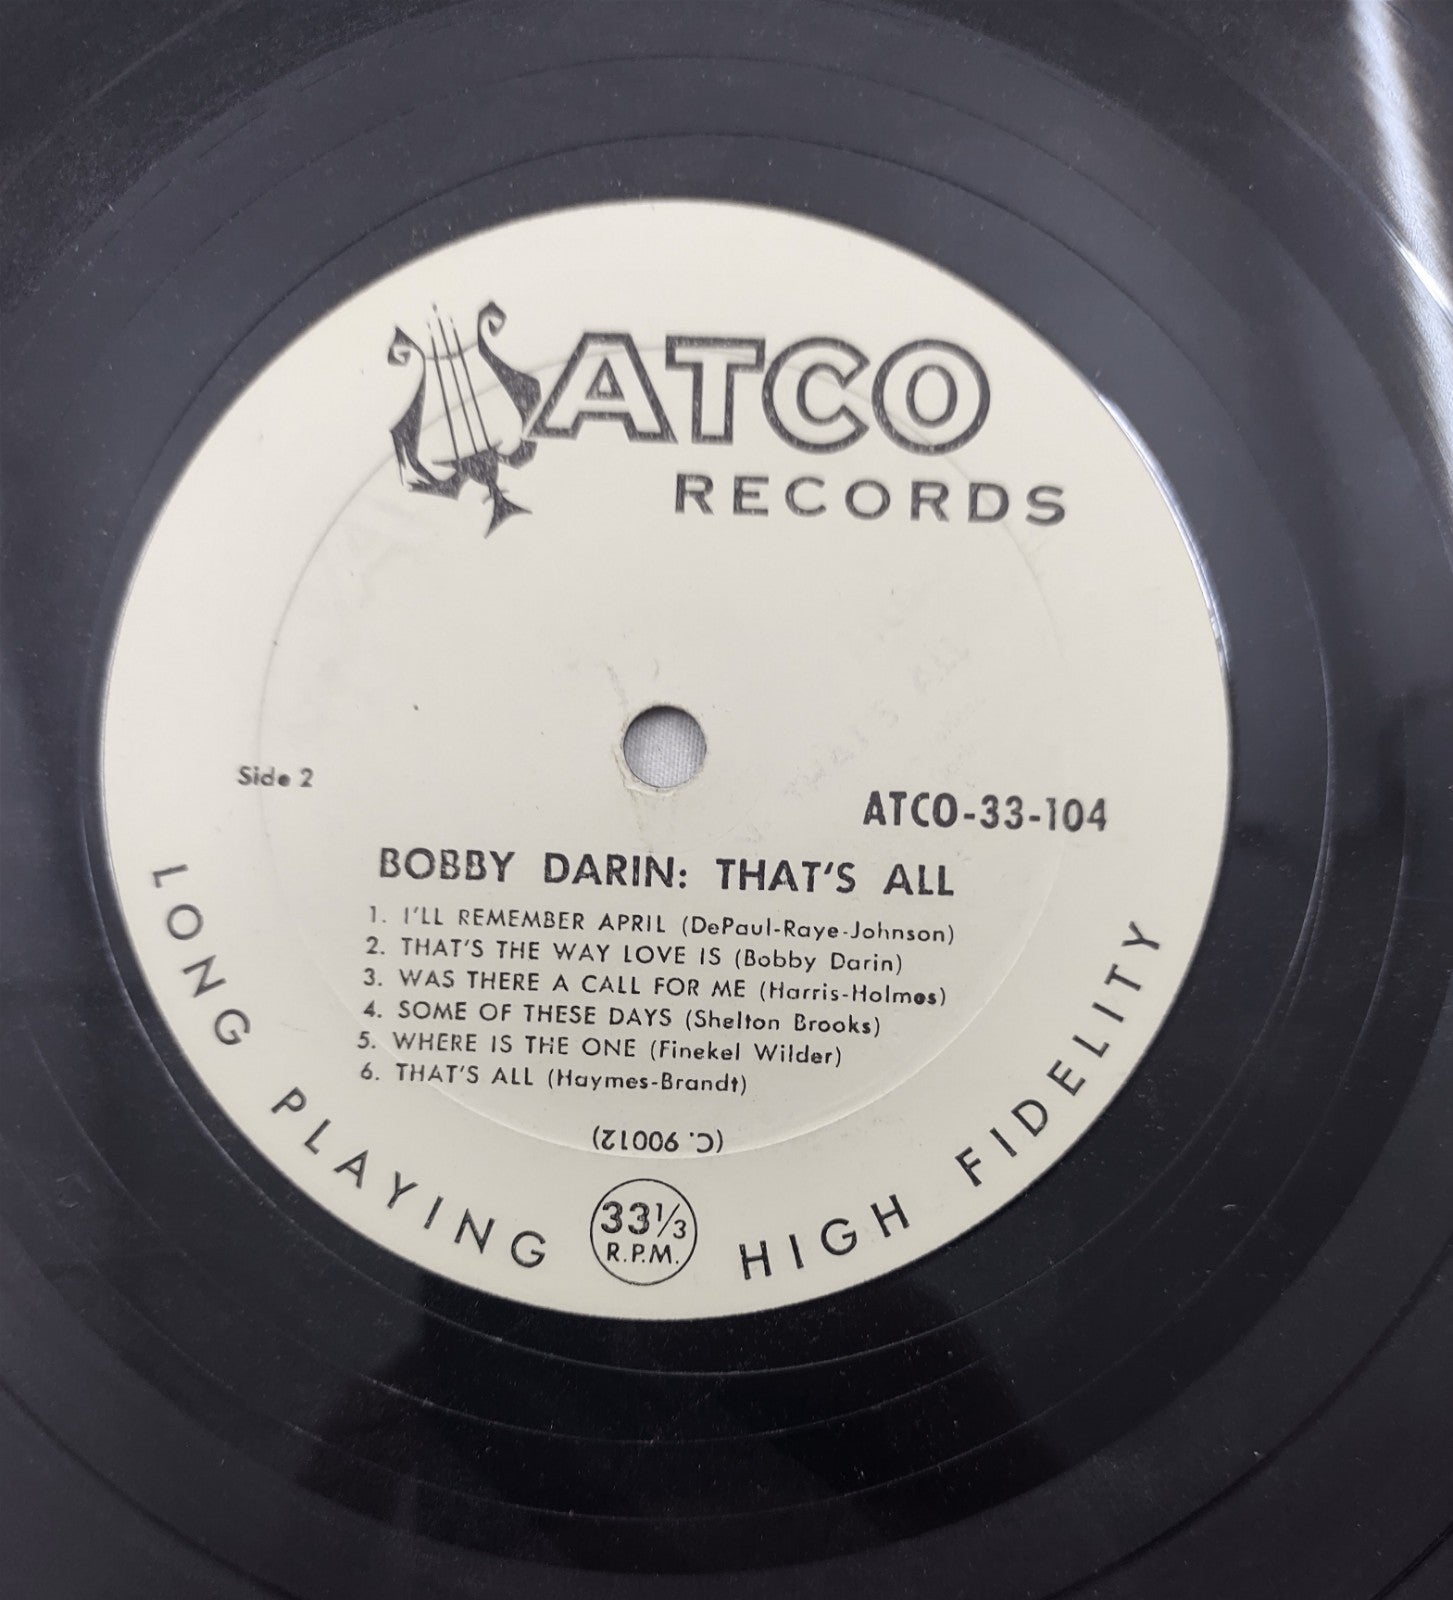 ATCO
RECORDS
Side 2
ATCO-33-104
BOBBY DARIN: THAT'S ALL
1. I'LL REMEMBER APRIL (DePaul-Raye-Johnson)
2. THAT'S THE WAY LOVE IS (Bobby Darin)
3. WAS THERE A CALL FOR ME (Harris-Holmes)
4. SOME OF THESE DAYS (Shelton Brooks)
5. WHERE IS THE ONE (Finekel Wilder)
6. THAT'S ALL (Haymes-Brandt)
(C. 90012)
33⅓
R.P.M.
LONG PLAYING HIGH FIDELITY